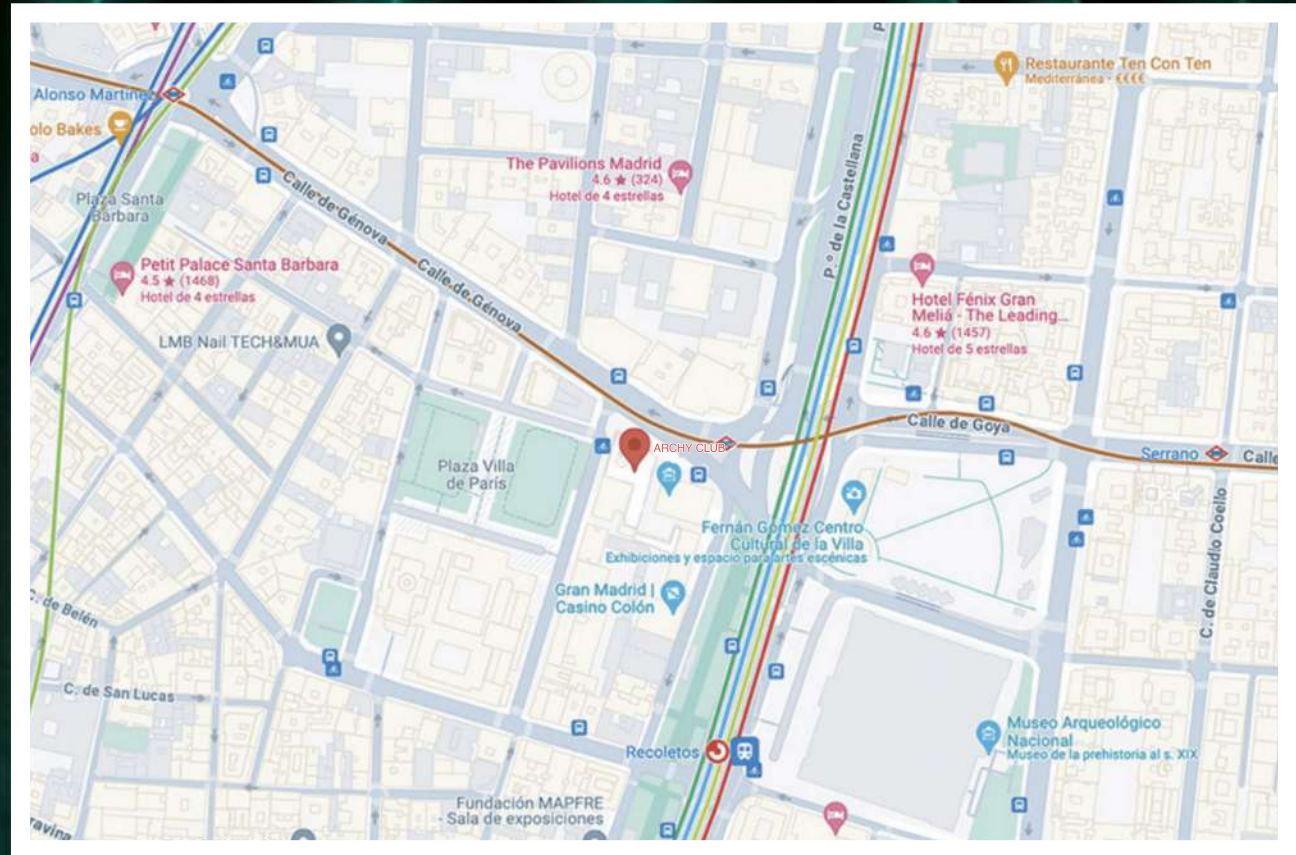 Restaurante Ten Con Ten
Mediterránea - €€€€
Alonso Martínez
olo Bakes
a
The Pavilions Madrid
4.6 ★ (324)
Hotel de 4 estrellas
P.º de la Castellana
P
Calle de Génova
Plaza Santa
Bárbara
Petit Palace Santa Barbara
4.5 ★ (1468)
Hotel de 4 estrellas
Calle de Génova
Hotel Fénix Gran
Meliá - The Leading...
4.6 ★ (1457)
Hotel de 5 estrellas
LMB Nail TECH&MUA
Calle de Goya
ARCHY CLUB
Serrano
Calle
Plaza Villa
de París
C. de Claudio Coello
Fernán Gómez Centro
Cultural de la Villa
Exhibiciones y espacio para artes escénicas
Gran Madrid |
Casino Colón
C. de Belén
C. de San Lucas
Recoletos
Museo Arqueológico
Nacional
Museo de la prehistoria al s. XIX
Fundación MAPFRE
- Sala de exposiciones
ravina